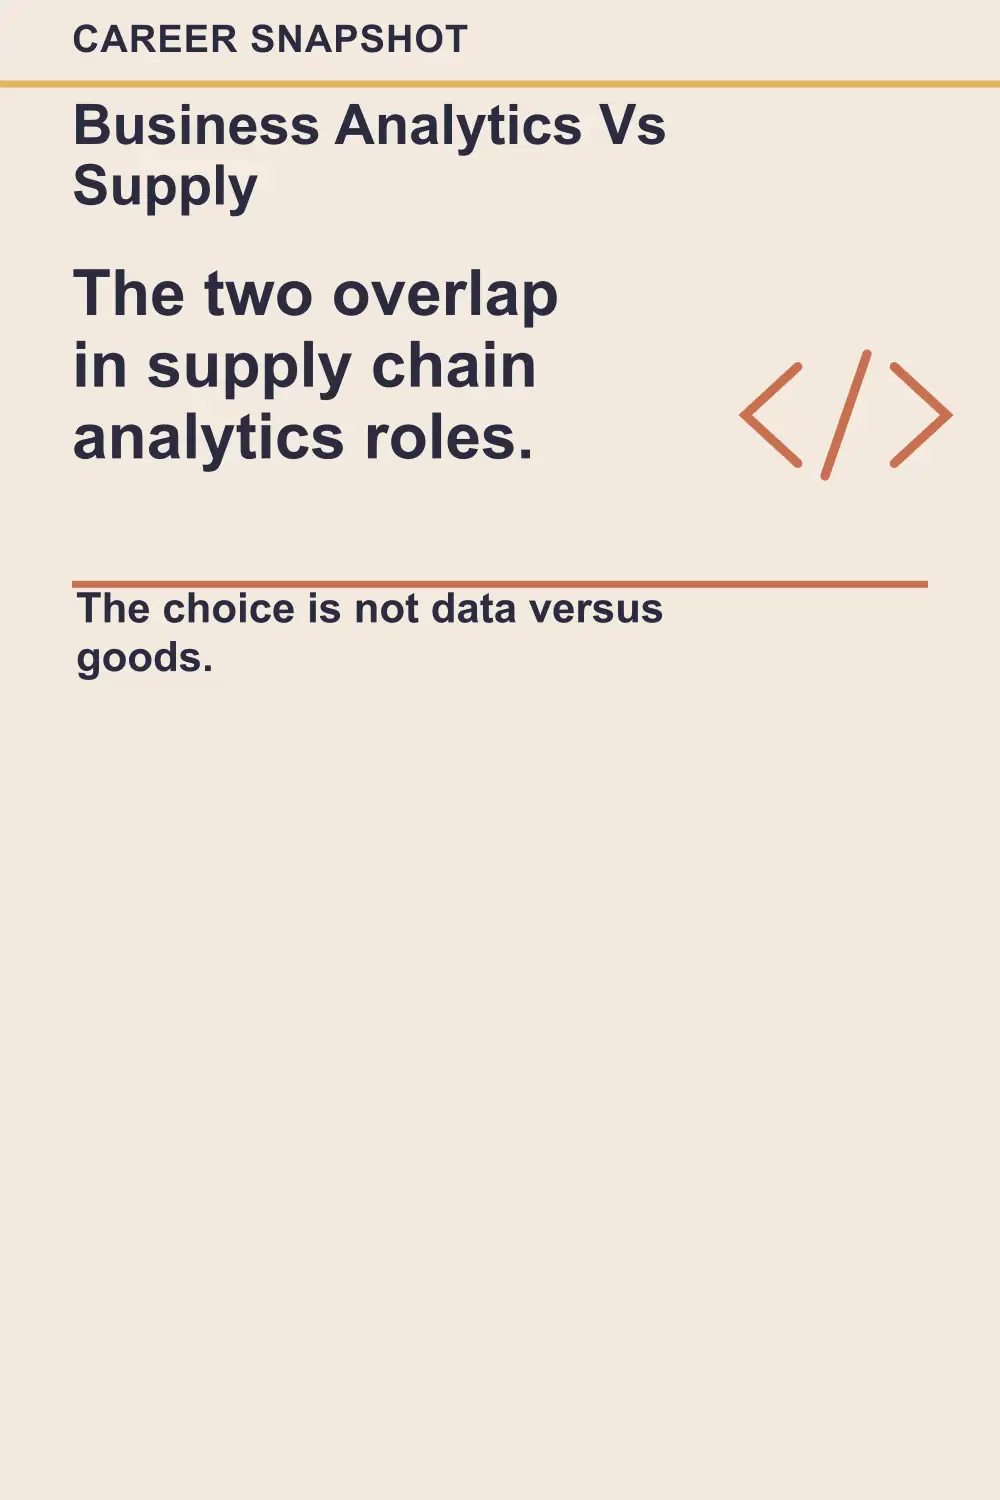 CAREER SNAPSHOT
Business Analytics Vs
Supply
The two overlap
in supply chain
analytics roles.
</>
The choice is not data versus
goods.